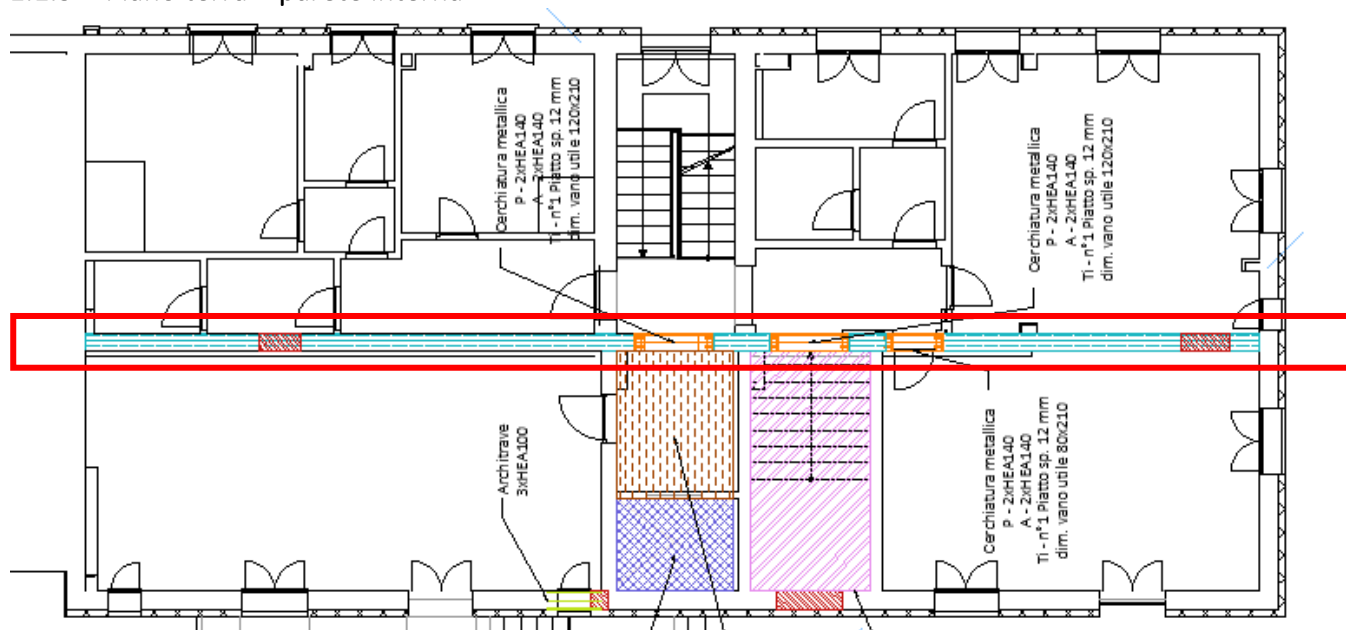 Cerchiatura metallica
P - 2xHEA140
A - 2xHEA140
Ti - n°1 Piatto sp. 12 mm
dim. vano utile 120x210
Cerchiatura metallica
P - 2xHEA140
A - 2xHEA140
Ti - n°1 Piatto sp. 12 mm
dim. vano utile 120x210
Architrave
3xHEA100
Cerchiatura metallica
P - 2xHEA140
A - 2xHEA140
Ti - n°1 Piatto sp. 12 mm
dim. vano utile 80x210